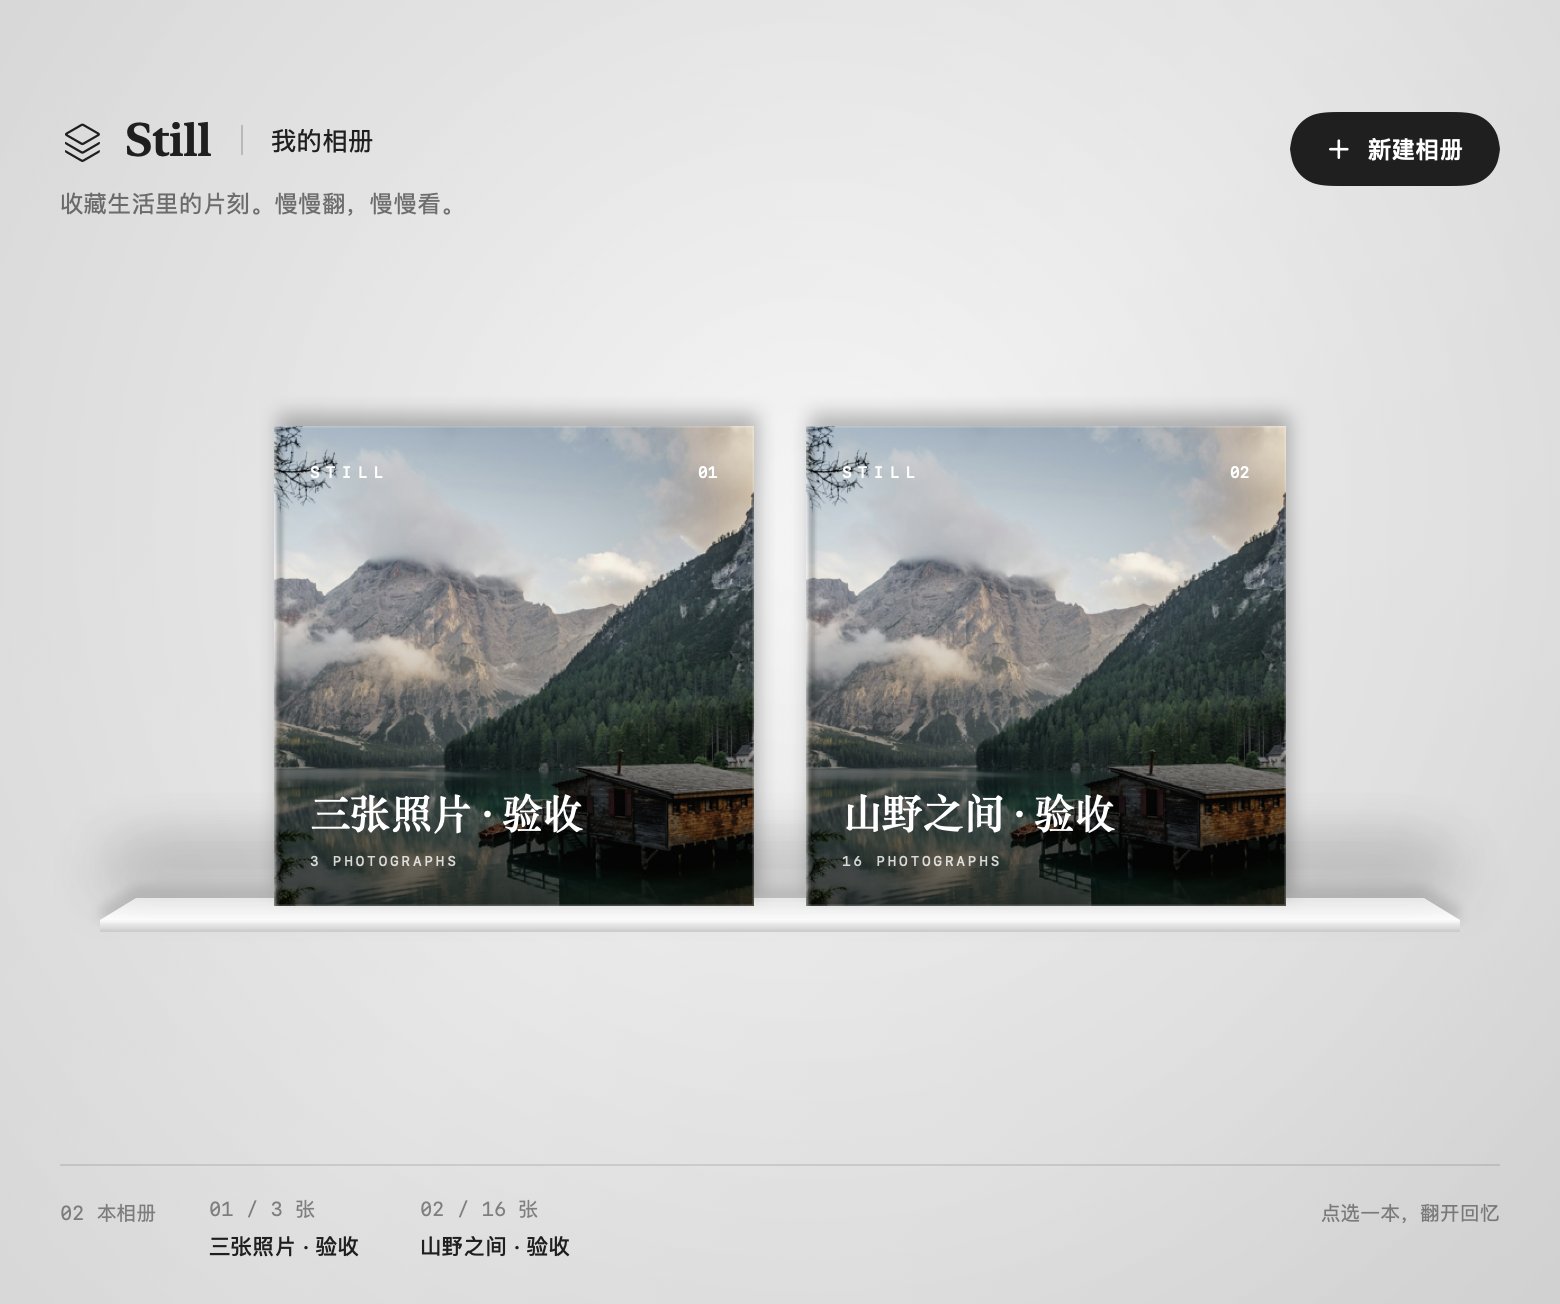 Still
我的相册
新建相册
收藏生活里的片刻。慢慢翻，慢慢看。
STILL
01
三张照片 · 验收
3 PHOTOGRAPHS
STILL
02
山野之间 · 验收
16 PHOTOGRAPHS
02 本相册
01 / 3 张
三张照片 · 验收
02 / 16 张
山野之间 · 验收
点选一本，翻开回忆